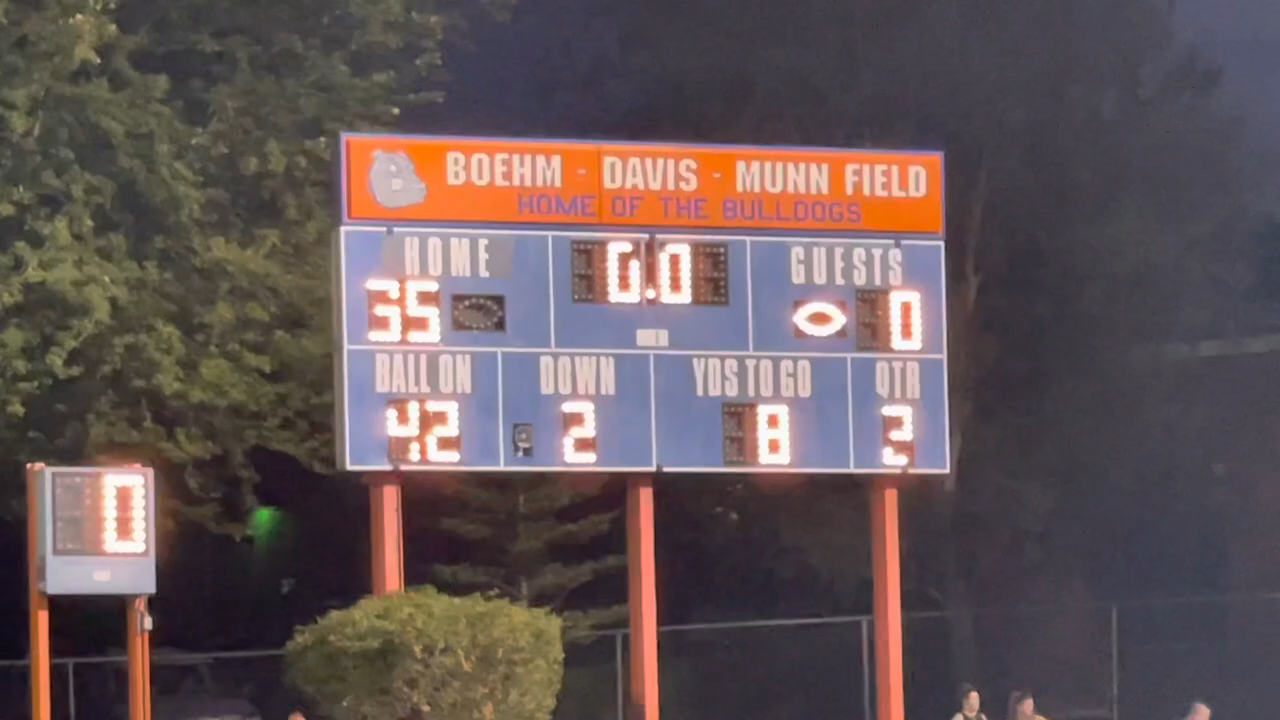 BOEHM - DAVIS - MUNN FIELD
HOME OF THE BULLDOGS
HOME 0.0 GUESTS
35 0
BALL ON DOWN YDS TO GO QTR
42 2 8 2
0